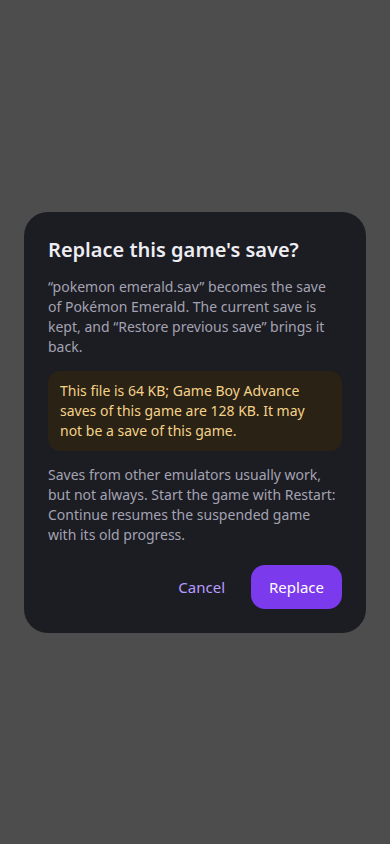 Replace this game's save?
“pokemon emerald.sav” becomes the save
of Pokémon Emerald. The current save is
kept, and “Restore previous save” brings it
back.
This file is 64 KB; Game Boy Advance
saves of this game are 128 KB. It may
not be a save of this game.
Saves from other emulators usually work,
but not always. Start the game with Restart:
Continue resumes the suspended game
with its old progress.
Cancel
Replace